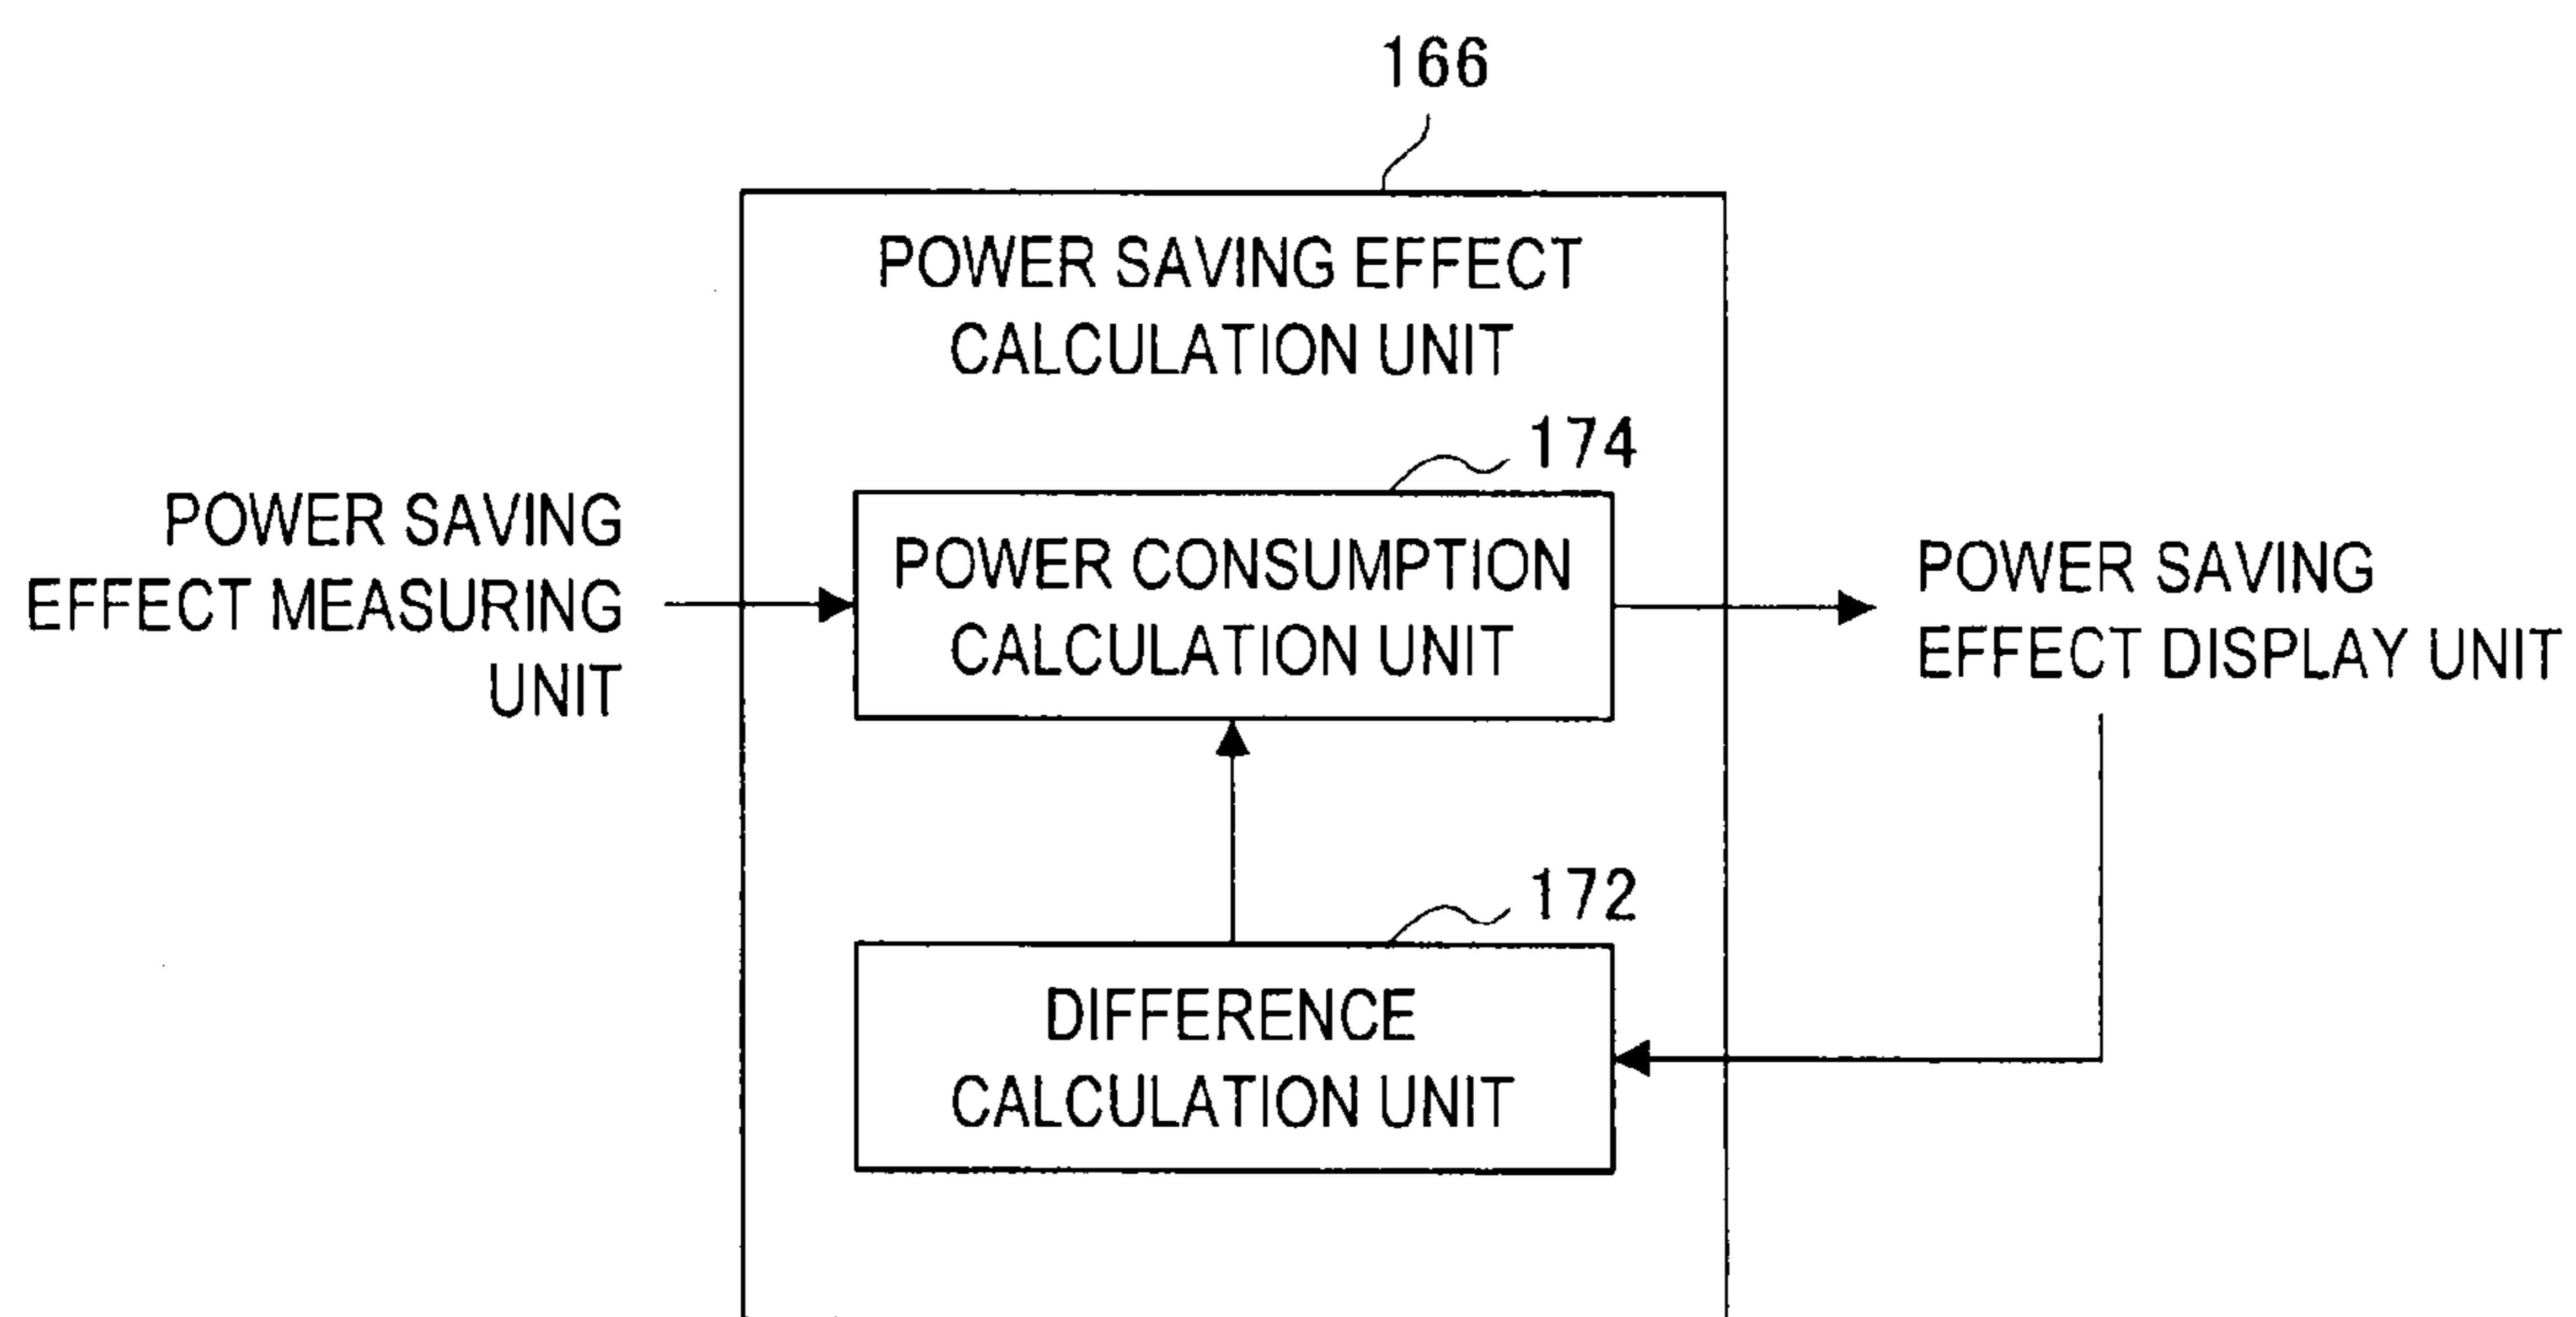 166
POWER SAVING EFFECT
CALCULATION UNIT
174
POWER SAVING
EFFECT MEASURING
UNIT
POWER CONSUMPTION
CALCULATION UNIT
POWER SAVING
EFFECT DISPLAY UNIT
172
DIFFERENCE
CALCULATION UNIT